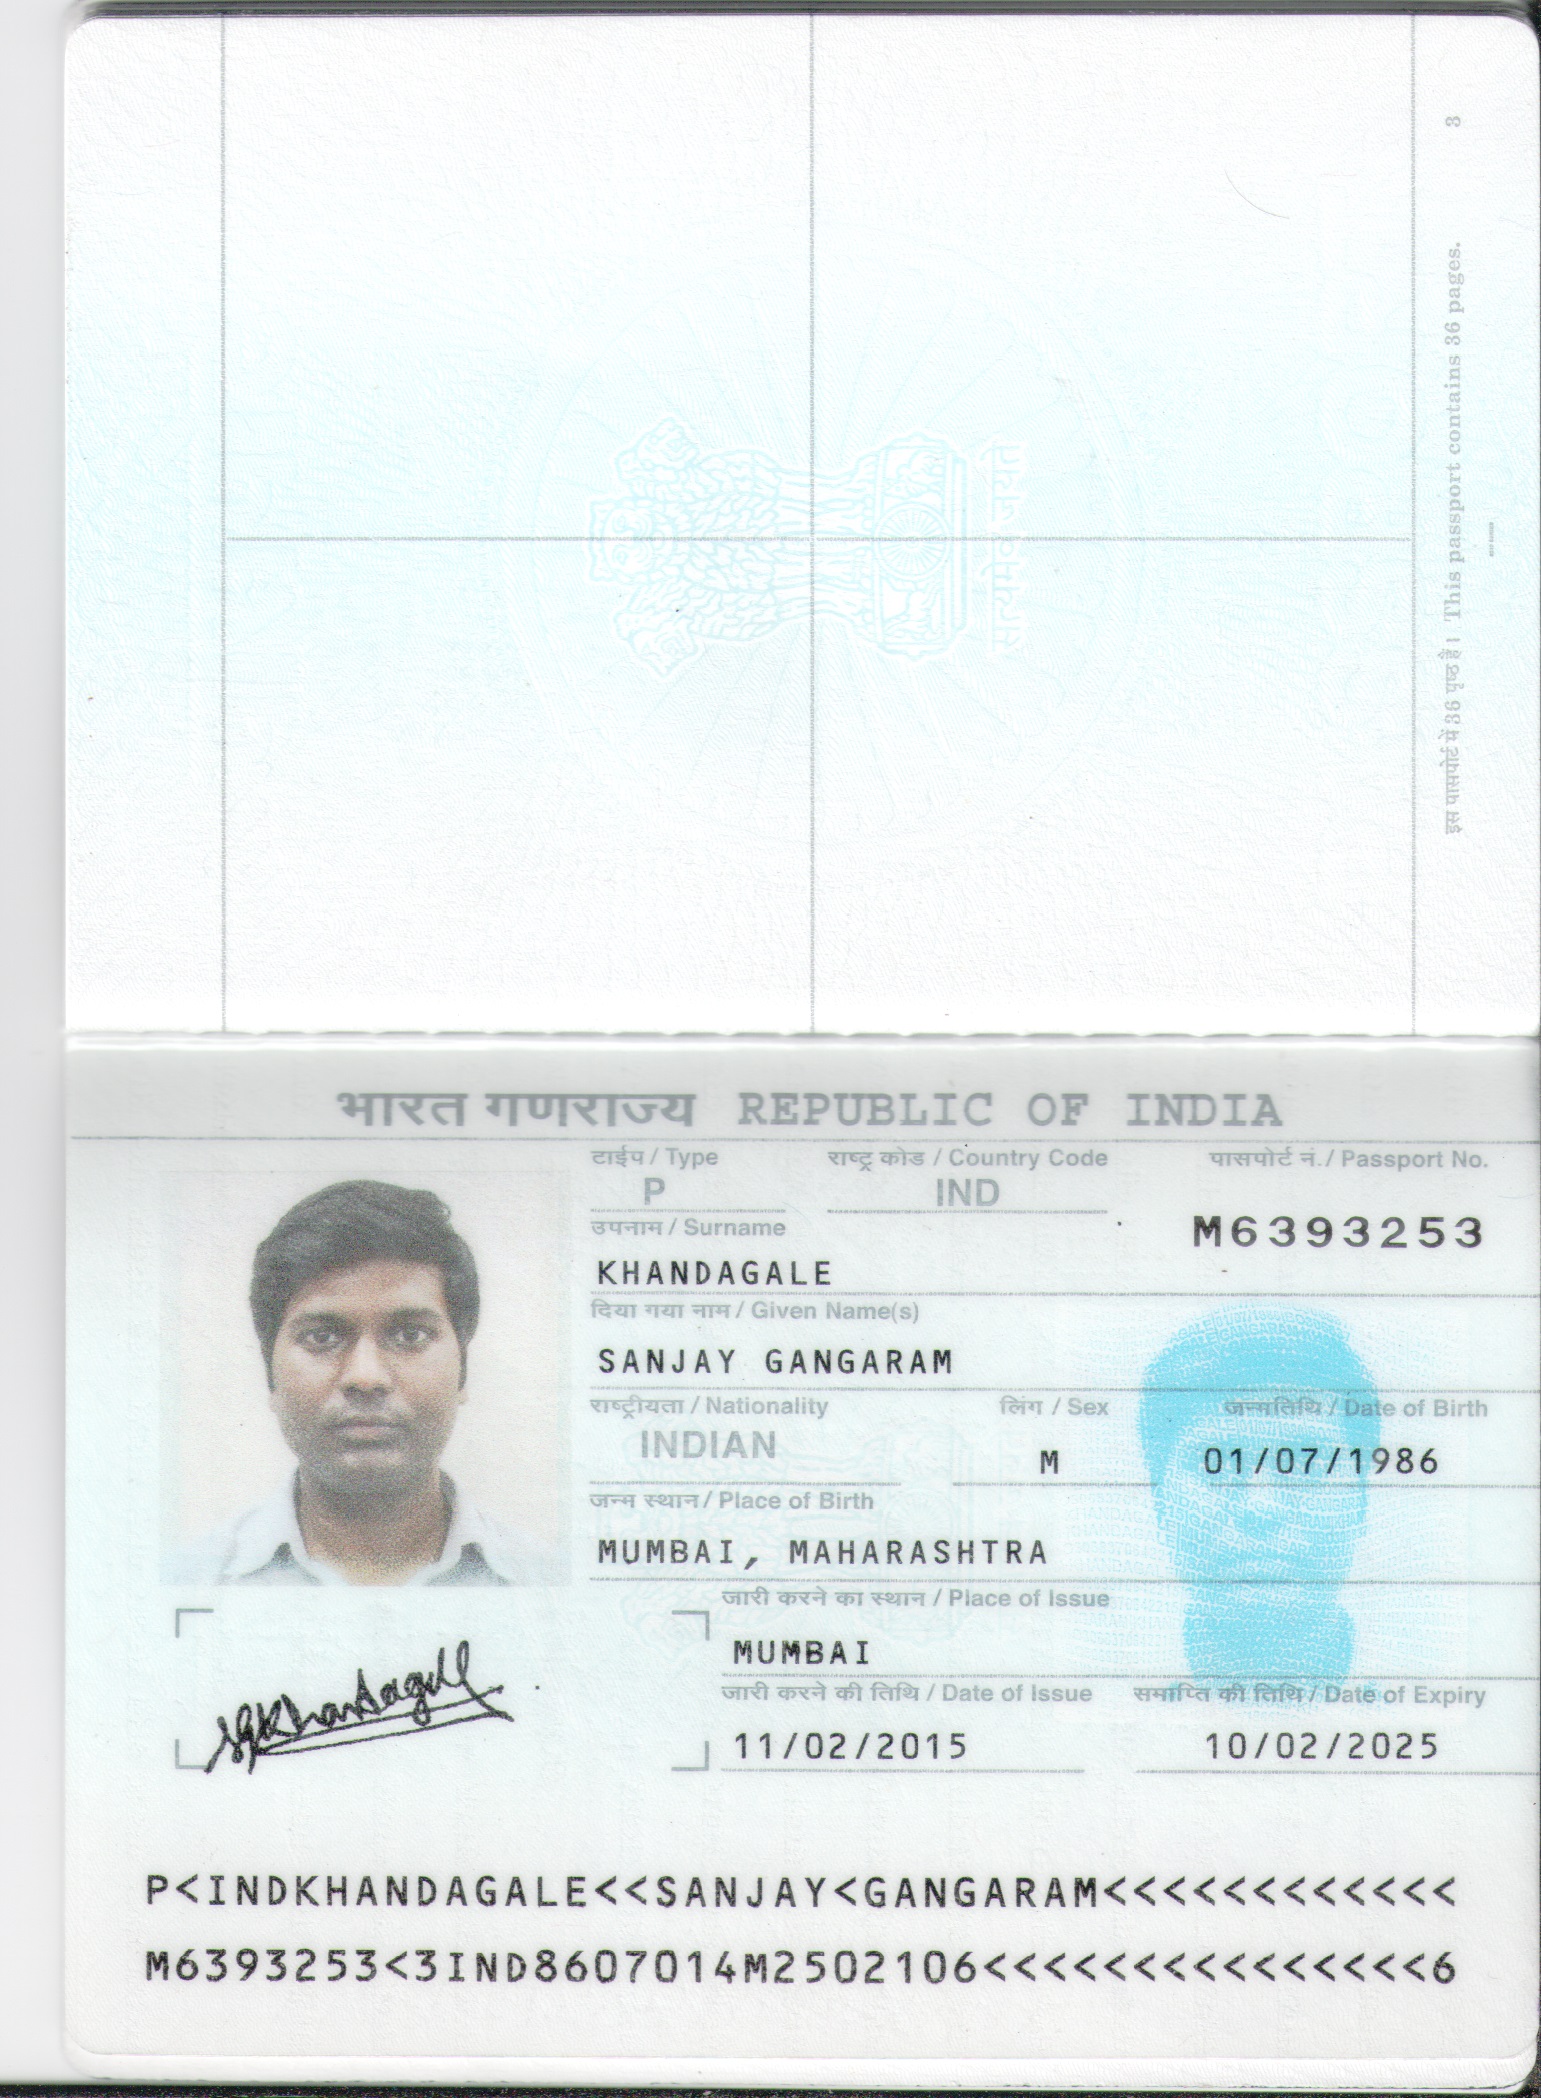 3
इस पासपोर्ट में 36 पृष्ठ हैं। This passport contains 36 pages.
सत्यमेव जयते
भारत गणराज्य REPUBLIC OF INDIA
टाईप / Type राष्ट्र कोड / Country Code पासपोर्ट नं. / Passport No.
P IND M6393253
उपनाम / Surname
KHANDAGALE
दिया गया नाम / Given Name(s)
SANJAY GANGARAM
राष्ट्रीयता / Nationality लिंग / Sex जन्मतिथि / Date of Birth
INDIAN M 01/07/1986
जन्म स्थान / Place of Birth
MUMBAI, MAHARASHTRA
जारी करने का स्थान / Place of Issue
MUMBAI
जारी करने की तिथि / Date of Issue समाप्ति की तिथि / Date of Expiry
11/02/2015 10/02/2025
SGKhandagale
P<INDKHANDAGALE<<SANJAY<GANGARAM<<<<<<<<<<<<
M6393253<3IND8607014M2502106<<<<<<<<<<<<<<<6